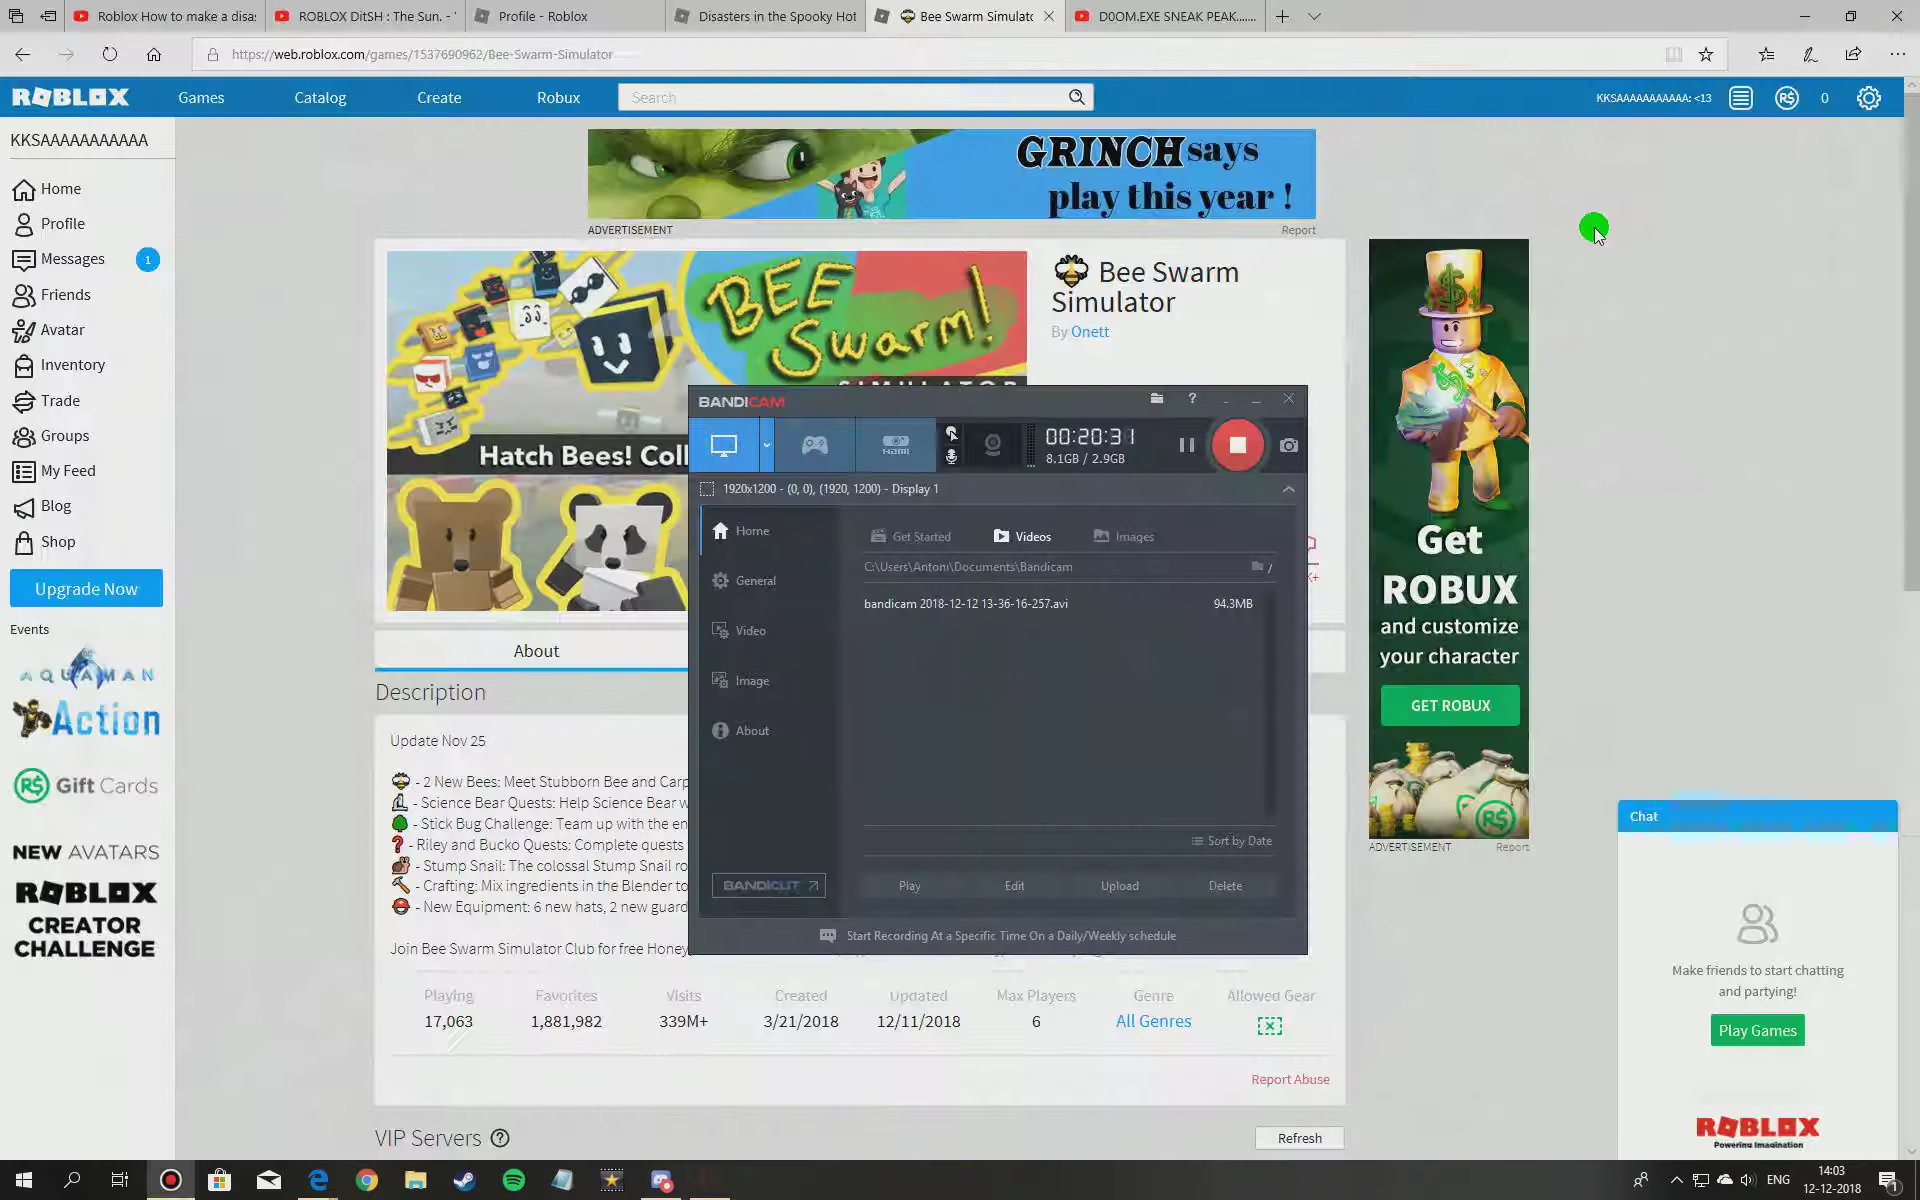 Roblox How to make a disa
ROBLOX DitSH : The Sun. -
Profile - Roblox
Disasters in the Spooky Hot
Bee Swarm Simulato
D0OM.EXE SNEAK PEAK.......
https://web.roblox.com/games/1537690962/Bee-Swarm-Simulator
ROBLOX
Games
Catalog
Create
Robux
Search
KKSAAAAAAAAAAA: <13
0
KKSAAAAAAAAAAA
Home
Profile
Messages
1
Friends
Avatar
Inventory
Trade
Groups
My Feed
Blog
Shop
Upgrade Now
Events
AQUAMAN
Action
R$ Gift Cards
NEW AVATARS
ROBLOX
CREATOR
CHALLENGE
GRINCH says
play this year !
ADVERTISEMENT
Report
BEE
Swarm!
SIMULATOR
Hatch Bees! Coll
Bee Swarm
Simulator
By Onett
K+
About
Description
Update Nov 25
- 2 New Bees: Meet Stubborn Bee and Carp
- Science Bear Quests: Help Science Bear w
- Stick Bug Challenge: Team up with the en
- Riley and Bucko Quests: Complete quests
- Stump Snail: The colossal Stump Snail ro
- Crafting: Mix ingredients in the Blender to
- New Equipment: 6 new hats, 2 new guard
Join Bee Swarm Simulator Club for free Honey,
Playing
Favorites
Visits
Created
Updated
Max Players
Genre
Allowed Gear
17,063
1,881,982
339M+
3/21/2018
12/11/2018
6
All Genres
Report Abuse
VIP Servers
Refresh
BANDICAM
HDMI
00:20:31
8.1GB / 2.9GB
1920x1200 - (0, 0), (1920, 1200) - Display 1
Home
General
Video
Image
About
BANDICUT
Get Started
Videos
Images
C:\Users\Antoni\Documents\Bandicam
bandicam 2018-12-12 13-36-16-257.avi
94.3MB
Sort by Date
Play
Edit
Upload
Delete
Start Recording At a Specific Time On a Daily/Weekly schedule
Get
ROBUX
and customize
your character
GET ROBUX
R$
ADVERTISEMENT
Report
Chat
Make friends to start chatting
and partying!
Play Games
ROBLOX
Powering Imagination
ENG
14:03
12-12-2018
1